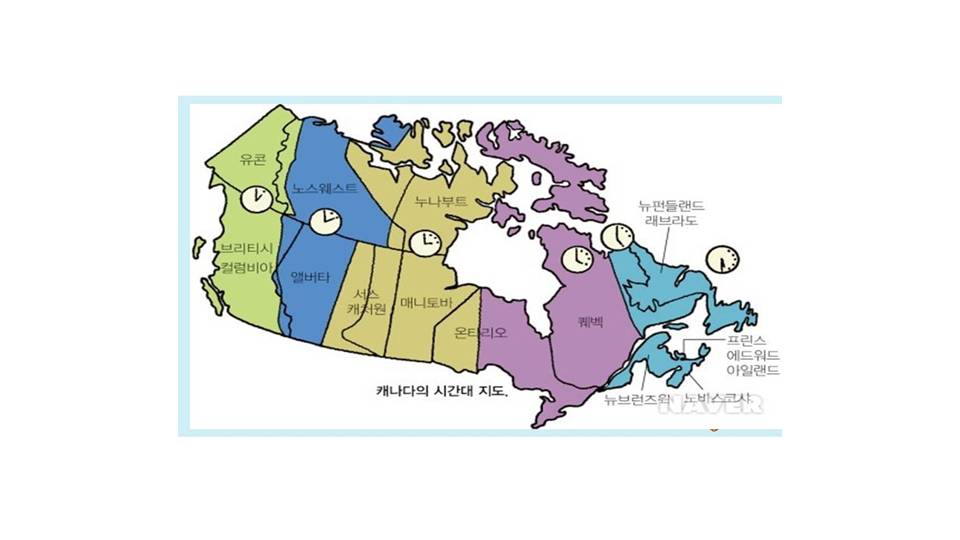 유콘
노스웨스트
누나부트
뉴펀들랜드
래브라도
브리티시
컬럼비아
앨버타
서스
캐처원
매니토바
온타리오
퀘벡
프린스
에드워드
아일랜드
캐나다의 시간대 지도.
뉴브런즈윅
노바스코샤
NAVER